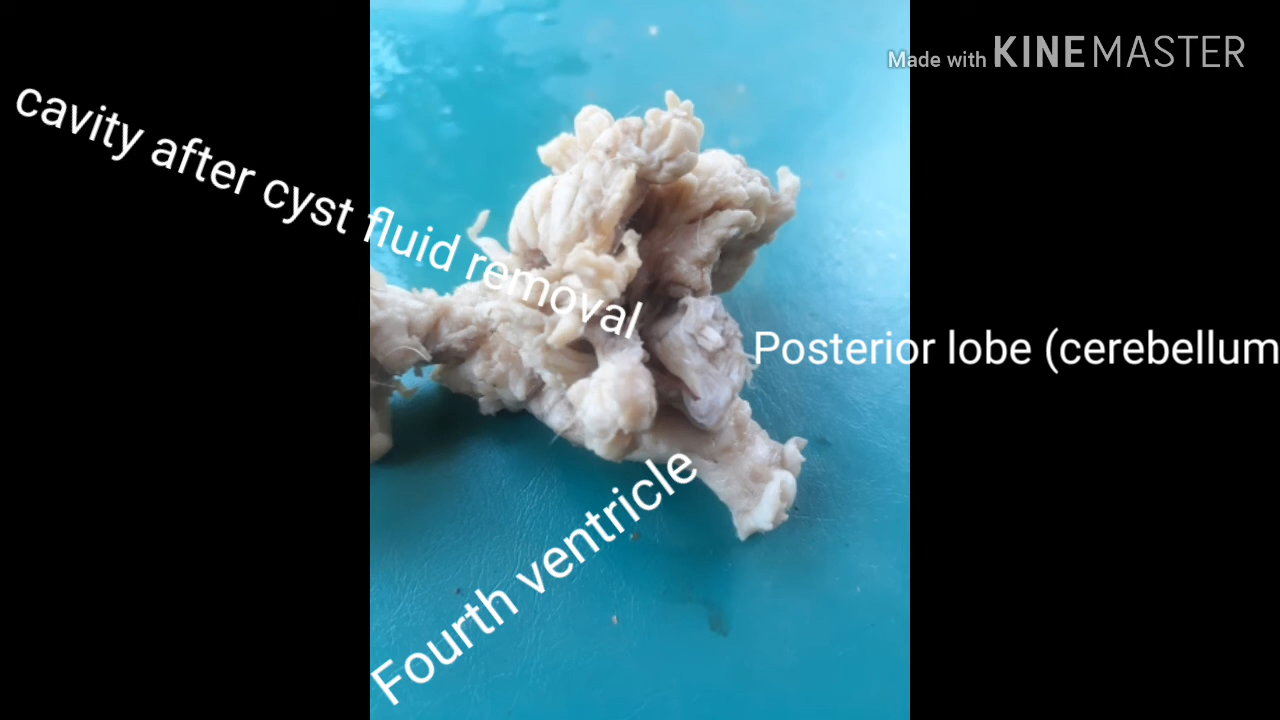 Made with KINEMASTER
cavity after cyst fluid removal
Posterior lobe (cerebellum
Fourth ventricle